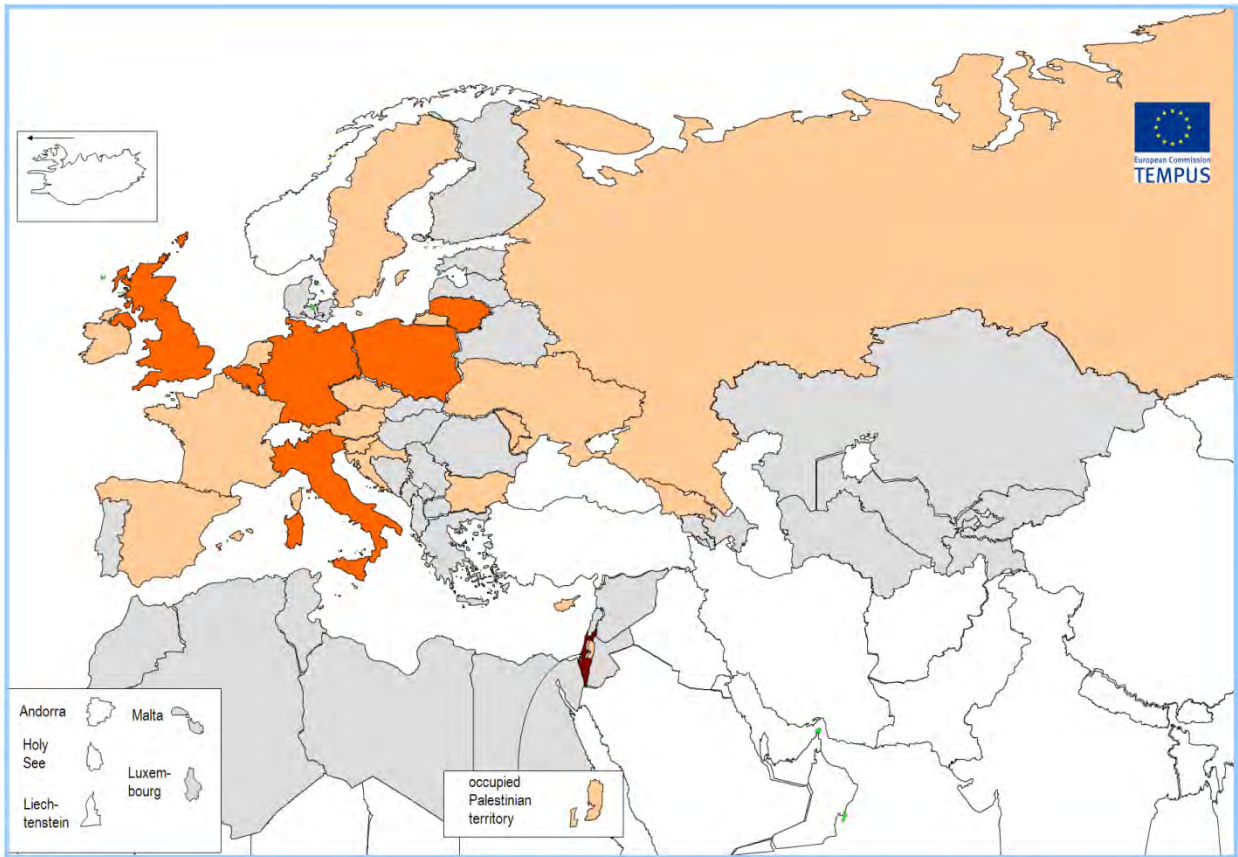 European Commission
TEMPUS
Andorra
Malta
Holy
See
Luxem-
bourg
Liech-
tenstein
occupied
Palestinian
territory